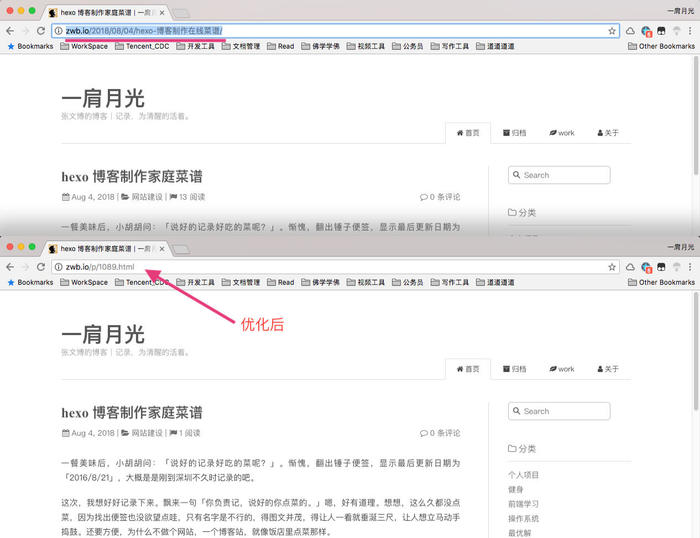 hexo 博客制作家庭菜谱 | 一肩月
一肩月光
zwb.io/2018/08/04/hexo-博客制作在线菜谱/
Bookmarks WorkSpace Tencent_CDC 开发工具 文档管理 Read 佛学学佛 视频工具 公务员 写作工具 道道道道 Other Bookmarks
一肩月光
张文博的博客｜记录，为清醒的活着。
首页 归档 work 关于
hexo 博客制作家庭菜谱
Search
Aug 4, 2018 | 网站建设 | 13 阅读 0 条评论
分类
一餐美味后，小胡胡问：「说好的记录好吃的菜呢？」。惭愧，翻出锤子便签，显示最后更新日期为
hexo 博客制作家庭菜谱 | 一肩月
一肩月光
zwb.io/p/1089.html
Bookmarks WorkSpace Tencent_CDC 开发工具 文档管理 Read 佛学学佛 视频工具 公务员 写作工具 道道道道 Other Bookmarks
优化后
一肩月光
张文博的博客｜记录，为清醒的活着。
首页 归档 work 关于
hexo 博客制作家庭菜谱
Search
Aug 4, 2018 | 网站建设 | 1 阅读 0 条评论
分类
一餐美味后，小胡胡问：「说好的记录好吃的菜呢？」。惭愧，翻出锤子便签，显示最后更新日期为
「2016/8/21」，大概是是刚到深圳不久时记录的吧。
这次，我想好好记录下来。飘来一句「你负责记，说好的你点菜的。」嗯，好有道理。想想，这么久都没点
菜，因为找出便签也没欲望点哇，只有名字是不行的，得图文并茂，得让人一看就垂涎三尺，让人想立马动手
捣鼓。还要方便，为什么不做个网站，一个博客站，就像饭店里点菜那样。
个人项目
健身
前端学习
操作系统
最优解